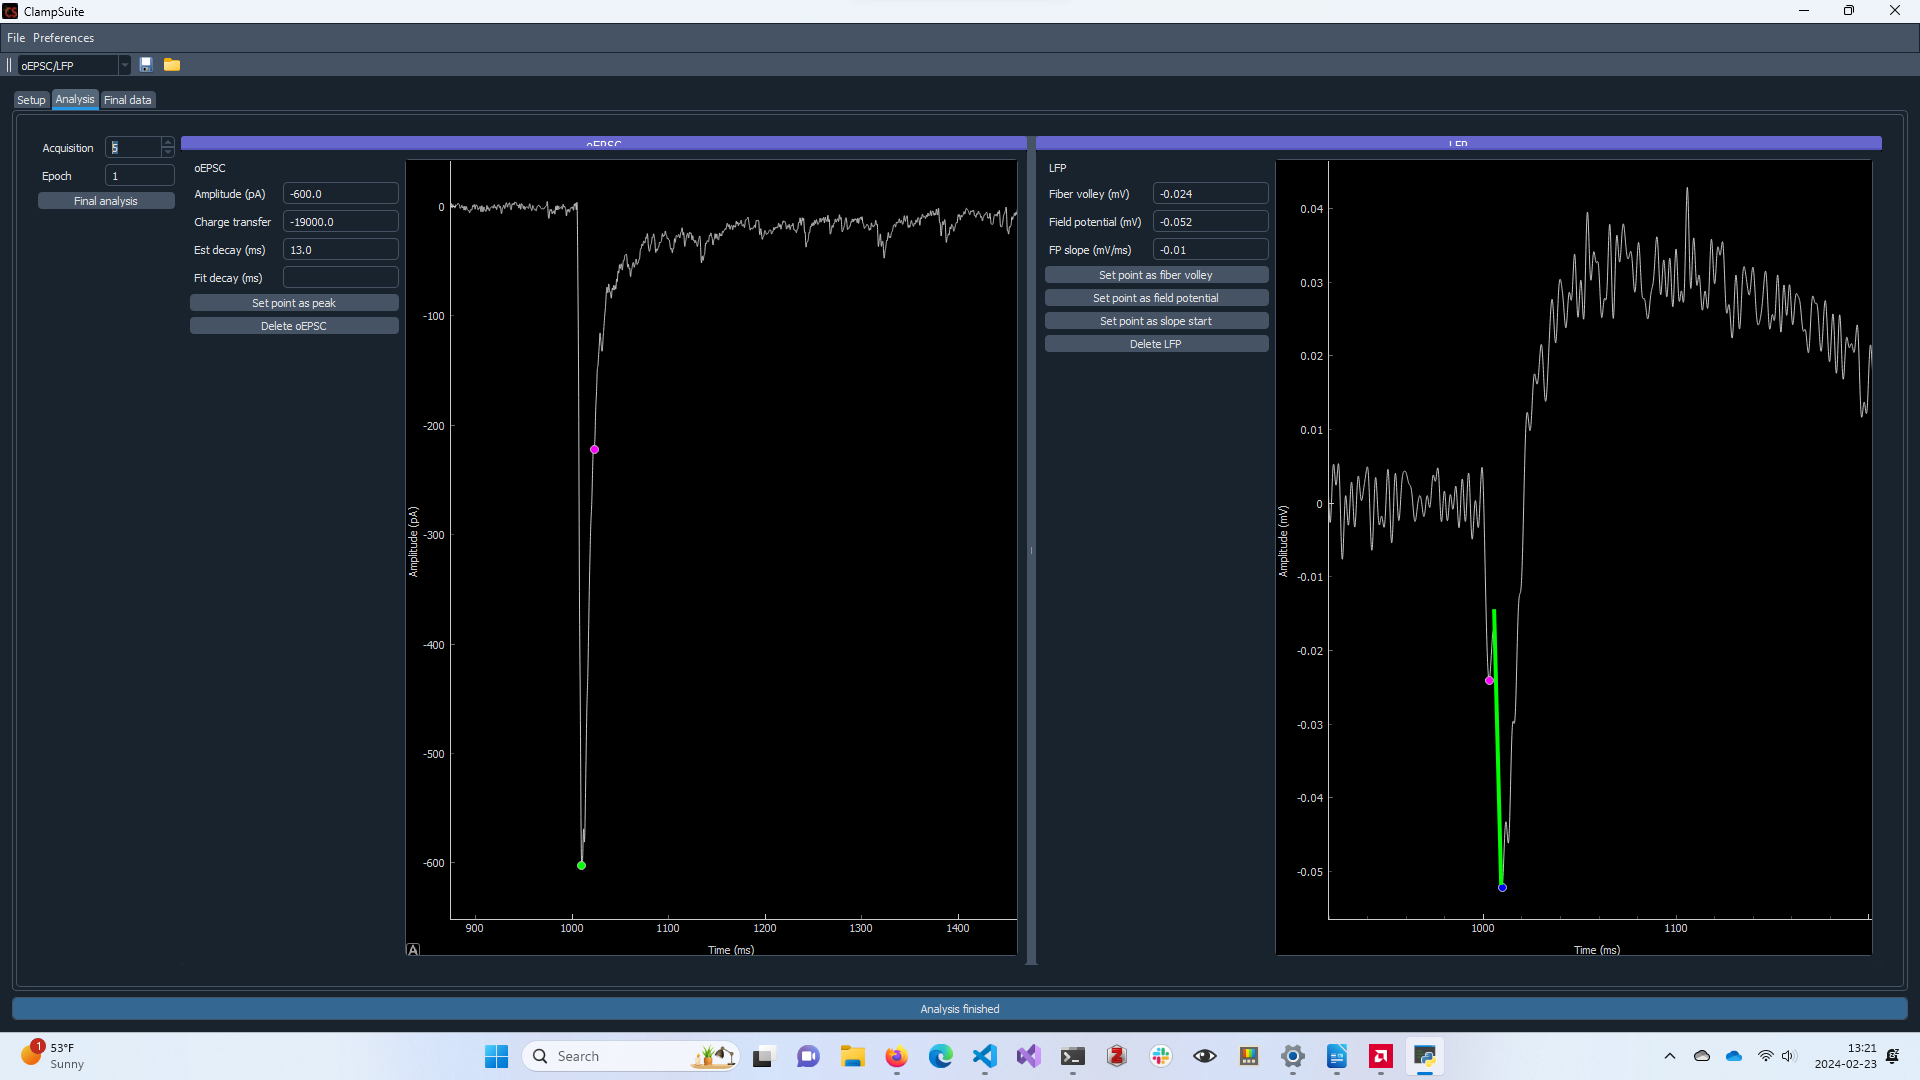 ClampSuite
File Preferences
oEPSC/LFP
Setup Analysis Final data
Acquisition 5
Epoch 1
Final analysis
oEPSC
oEPSC
Amplitude (pA) -600.0
Charge transfer -19000.0
Est decay (ms) 13.0
Fit decay (ms)
Set point as peak
Delete oEPSC
0
-100
-200
-300
-400
-500
-600
Amplitude (pA)
900 1000 1100 1200 1300 1400
Time (ms)
A
LFP
LFP
Fiber volley (mV) -0.024
Field potential (mV) -0.052
FP slope (mV/ms) -0.01
Set point as fiber volley
Set point as field potential
Set point as slope start
Delete LFP
0.04
0.03
0.02
0.01
0
-0.01
-0.02
-0.03
-0.04
-0.05
Amplitude (mV)
1000 1100
Time (ms)
Analysis finished
1
53°F
Sunny
Search
13:21
2024-02-23